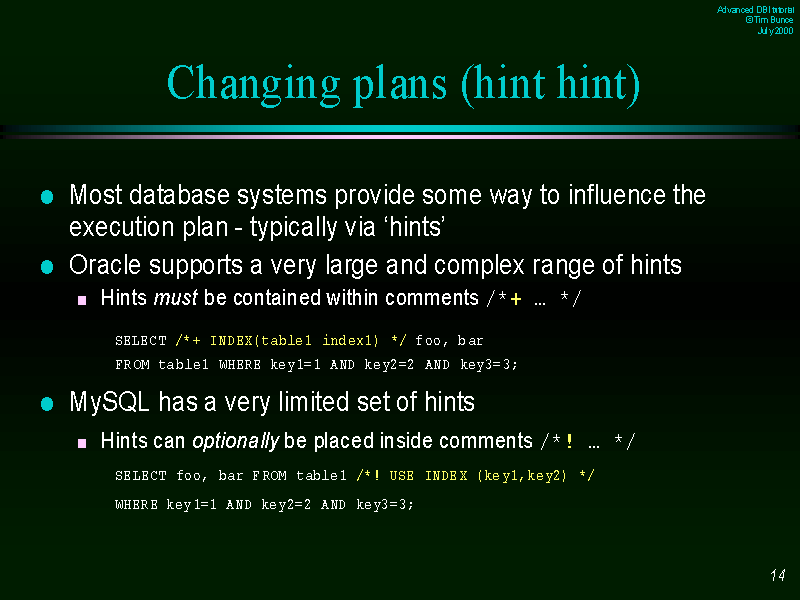 Advanced DBI tutorial
© Tim Bunce
July 2000
Changing plans (hint hint)
Most database systems provide some way to influence the
execution plan - typically via ‘hints’
Oracle supports a very large and complex range of hints
Hints must be contained within comments /*+ … */
SELECT /*+ INDEX(table1 index1) */ foo, bar
FROM table1 WHERE key1=1 AND key2=2 AND key3=3;
MySQL has a very limited set of hints
Hints can optionally be placed inside comments /*! … */
SELECT foo, bar FROM table1 /*! USE INDEX (key1,key2) */
WHERE key1=1 AND key2=2 AND key3=3;
14